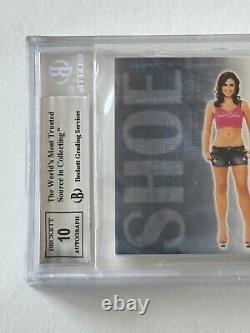 The World's Most Trusted
Source in Collecting™
Beckett Grading Services
BECKETT
10
AUTOGRAPH
SHOE